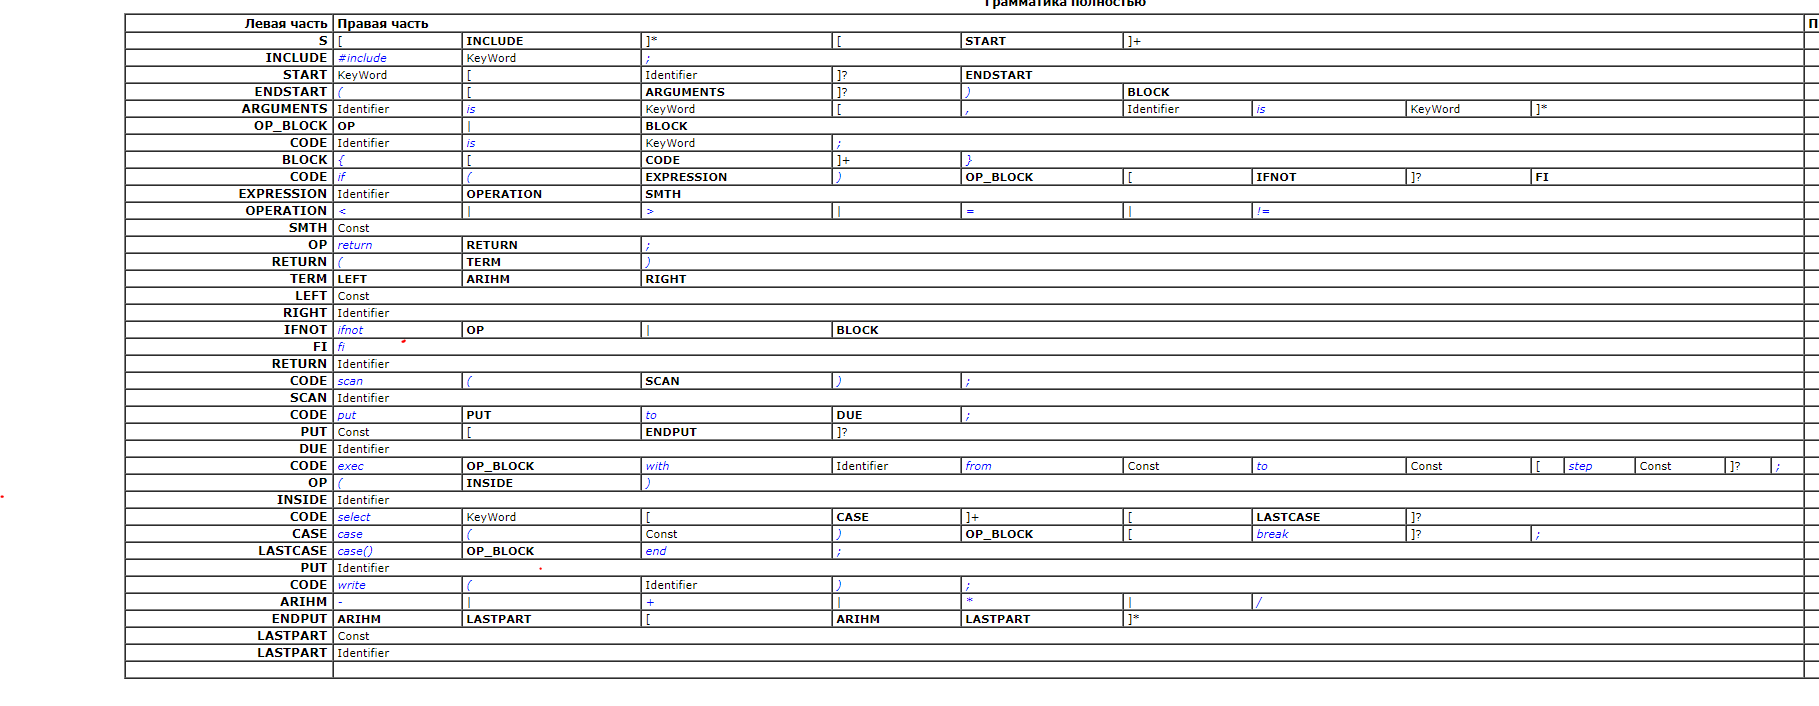 Грамматика полностью
Левая часть Правая часть П
S [ INCLUDE ]* [ START ]+
INCLUDE #include KeyWord ;
START KeyWord [ Identifier ]? ENDSTART
ENDSTART ( [ ARGUMENTS ]? ) BLOCK
ARGUMENTS Identifier is KeyWord [ , Identifier is KeyWord ]*
OP_BLOCK OP | BLOCK
CODE Identifier is KeyWord ;
BLOCK { [ CODE ]+ }
CODE if ( EXPRESSION ) OP_BLOCK [ IFNOT ]? FI
EXPRESSION Identifier OPERATION SMTH
OPERATION < | > | = | !=
SMTH Const
OP return RETURN ;
RETURN ( TERM )
TERM LEFT ARIHM RIGHT
LEFT Const
RIGHT Identifier
IFNOT ifnot OP | BLOCK
FI fi
RETURN Identifier
CODE scan ( SCAN ) ;
SCAN Identifier
CODE put PUT to DUE ;
PUT Const [ ENDPUT ]?
DUE Identifier
CODE exec OP_BLOCK with Identifier from Const to Const [ step Const ]? ;
OP ( INSIDE )
INSIDE Identifier
CODE select KeyWord [ CASE ]+ [ LASTCASE ]?
CASE case ( Const ) OP_BLOCK [ break ]? ;
LASTCASE case() OP_BLOCK end ;
PUT Identifier
CODE write ( Identifier ) ;
ARIHM - | + | * | /
ENDPUT ARIHM LASTPART [ ARIHM LASTPART ]*
LASTPART Const
LASTPART Identifier